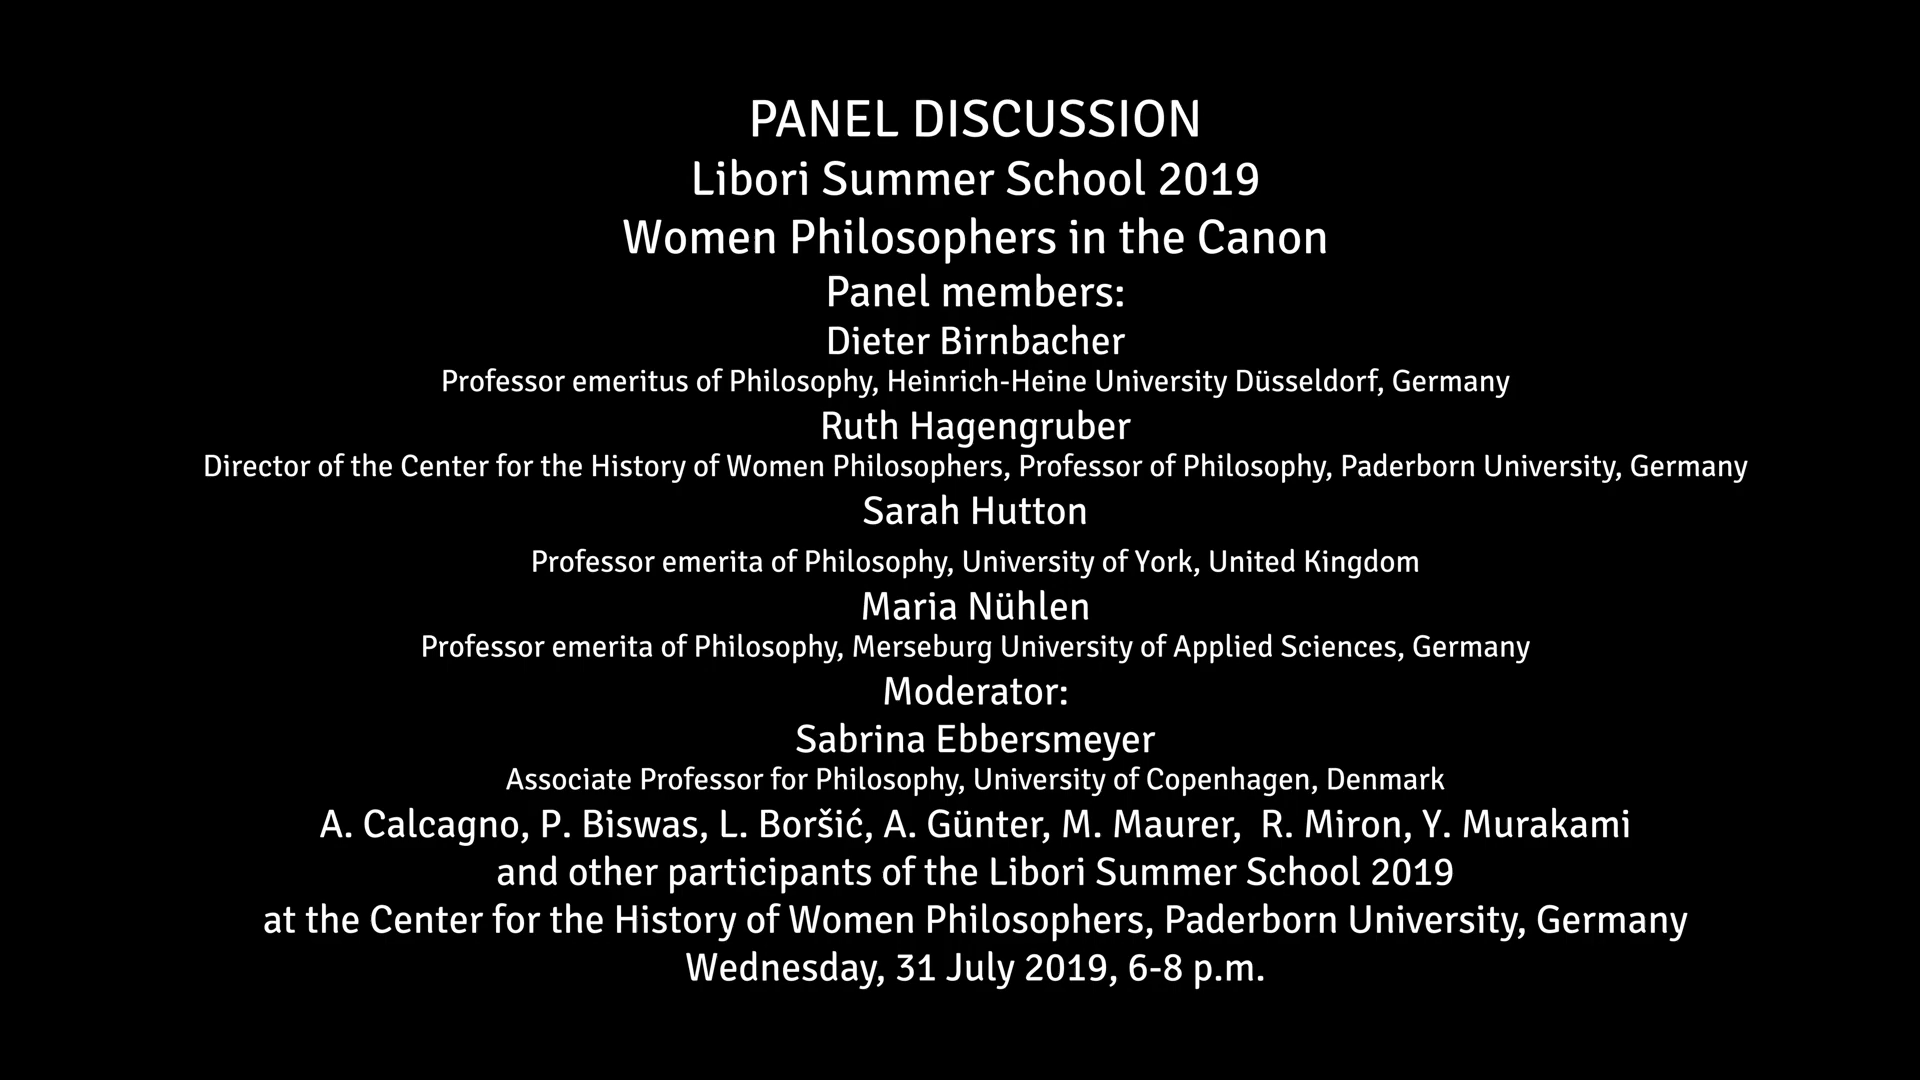 PANEL DISCUSSION
Libori Summer School 2019
Women Philosophers in the Canon
Panel members:
Dieter Birnbacher
Professor emeritus of Philosophy, Heinrich-Heine University Düsseldorf, Germany
Ruth Hagengruber
Director of the Center for the History of Women Philosophers, Professor of Philosophy, Paderborn University, Germany
Sarah Hutton
Professor emerita of Philosophy, University of York, United Kingdom
Maria Nühlen
Professor emerita of Philosophy, Merseburg University of Applied Sciences, Germany
Moderator:
Sabrina Ebbersmeyer
Associate Professor for Philosophy, University of Copenhagen, Denmark
A. Calcagno, P. Biswas, L. Boršić, A. Günter, M. Maurer, R. Miron, Y. Murakami
and other participants of the Libori Summer School 2019
at the Center for the History of Women Philosophers, Paderborn University, Germany
Wednesday, 31 July 2019, 6-8 p.m.